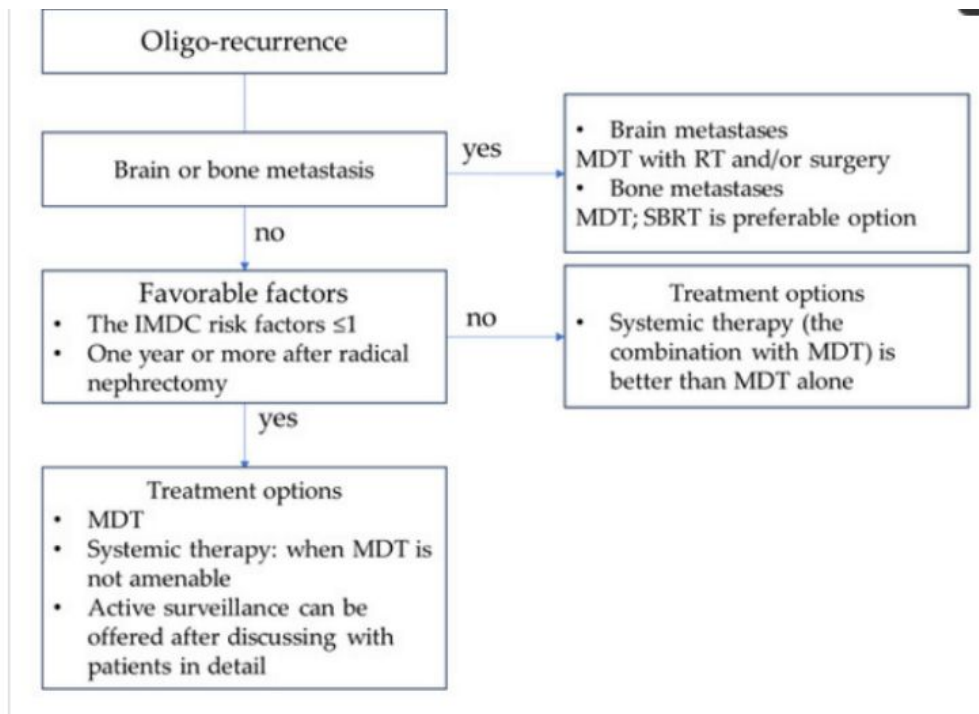 Oligo-recurrence
Brain or bone metastasis
yes
• Brain metastases
MDT with RT and/or surgery
• Bone metastases
MDT; SBRT is preferable option
no
Favorable factors
• The IMDC risk factors ≤1
• One year or more after radical
nephrectomy
no
Treatment options
• Systemic therapy (the
combination with MDT) is
better than MDT alone
yes
Treatment options
• MDT
• Systemic therapy: when MDT is
not amenable
• Active surveillance can be
offered after discussing with
patients in detail